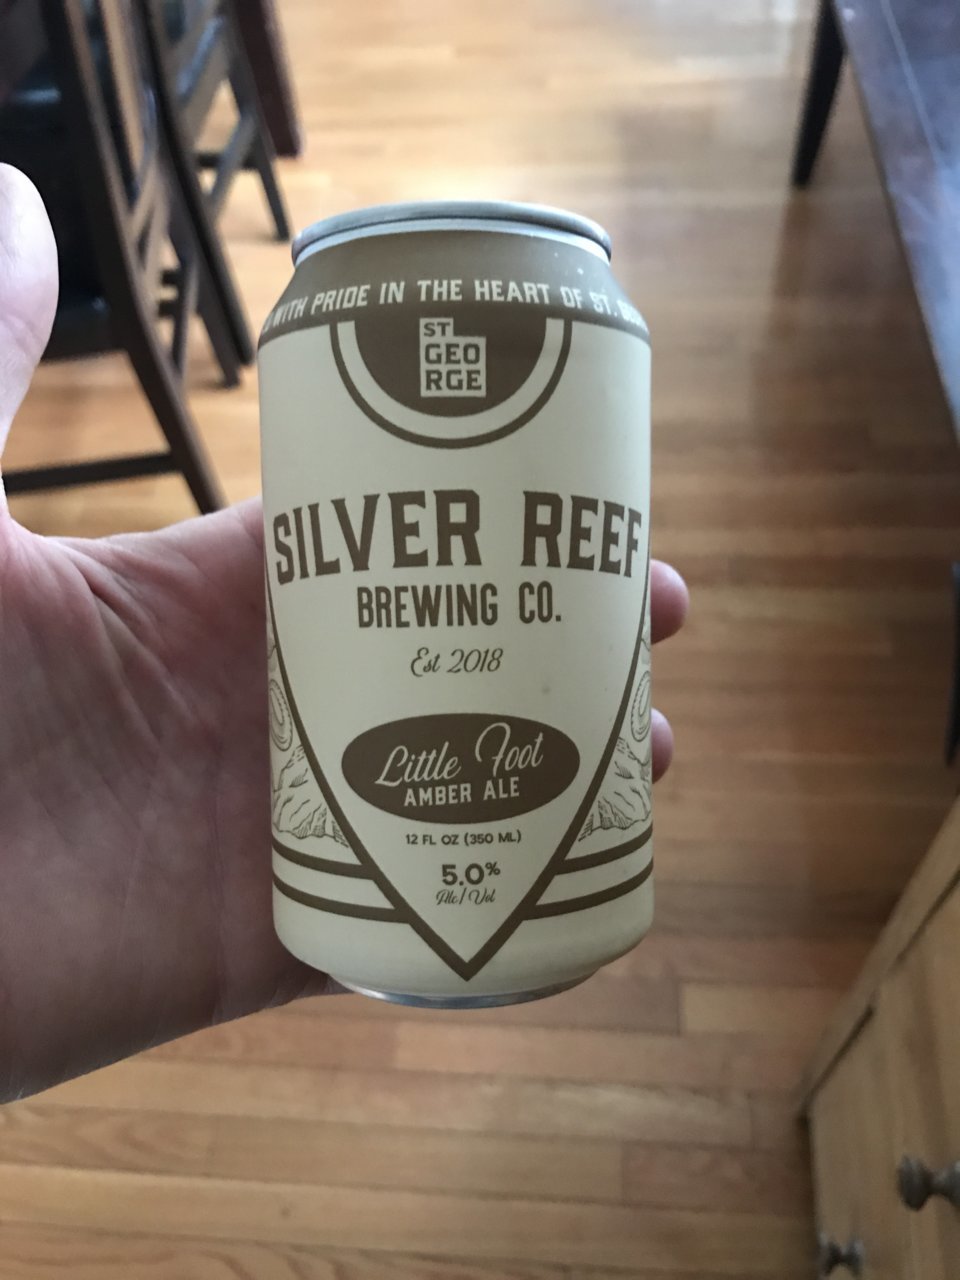 WITH PRIDE IN THE HEART OF ST.
ST
GEO
RGE
SILVER REEF
BREWING CO.
Est 2018
Little Foot
AMBER ALE
12 FL OZ (350 ML)
5.0%
Alc/Vol